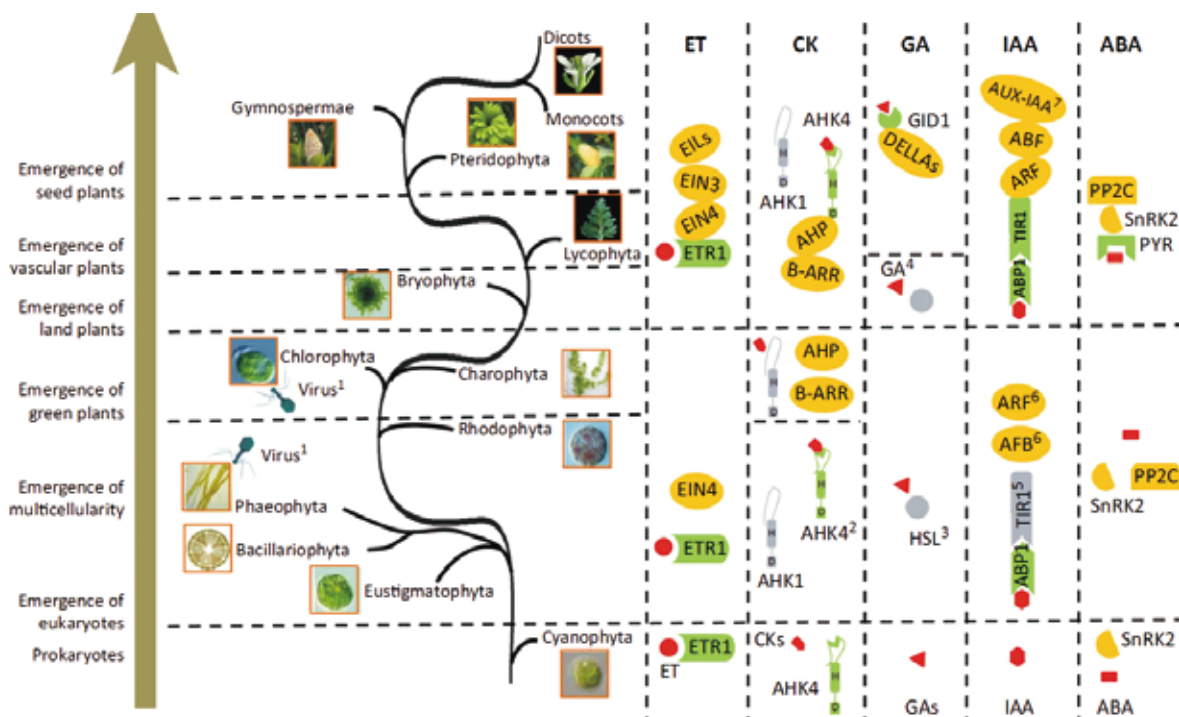 ET
CK
GA
IAA
ABA
Dicots
Gymnospermae
Monocots
Pteridophyta
Emergence of
seed plants
Lycophyta
Emergence of
vascular plants
Bryophyta
Emergence of
land plants
Chlorophyta
Virus¹
Charophyta
Emergence of
green plants
Rhodophyta
Virus¹
Emergence of
multicellularity
Phaeophyta
Bacillariophyta
Eustigmatophyta
Emergence of
eukaryotes
Cyanophyta
Prokaryotes
EILs
EIN3
EIN4
ETR1
EIN4
ETR1
ETR1
ET
AHK4
H
H
D
D
AHK1
AHP
B-ARR
AHP
H
B-ARR
D
H
H
D
AHK4²
D
AHK1
CKs
H
AHK4
D
GID1
DELLAs
GA⁴
HSL³
GAs
AUX-IAA⁷
ABF
ARF
TIR1
ABP1
ARF⁶
AFB⁶
TIR1⁵
ABP1
IAA
PP2C
SnRK2
PYR
PP2C
SnRK2
SnRK2
ABA